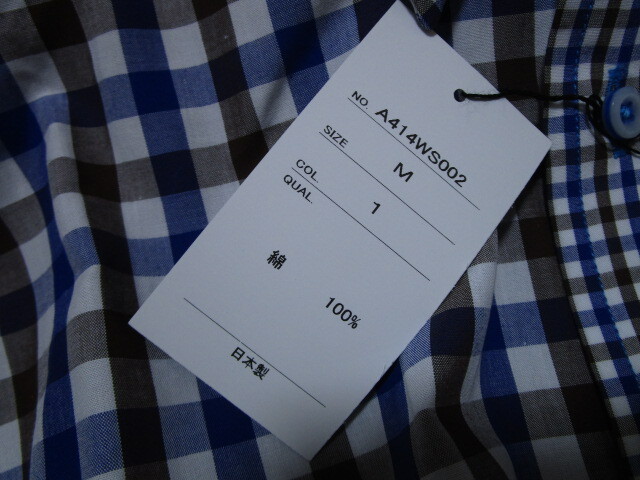 NO. A414WS002
SIZE M
COL. 1
QUAL.
綿 100%
日本製